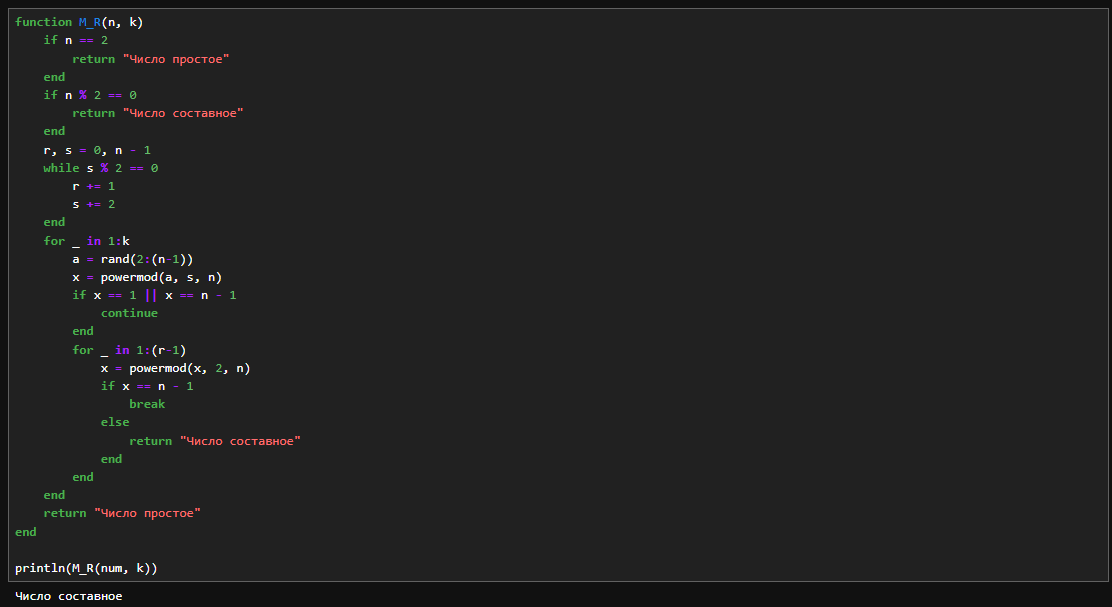 function M_R(n, k)
    if n == 2
        return "Число простое"
    end
    if n % 2 == 0
        return "Число составное"
    end
    r, s = 0, n - 1
    while s % 2 == 0
        r += 1
        s += 2
    end
    for _ in 1:k
        a = rand(2:(n-1))
        x = powermod(a, s, n)
        if x == 1 || x == n - 1
            continue
        end
        for _ in 1:(r-1)
            x = powermod(x, 2, n)
            if x == n - 1
                break
            else
                return "Число составное"
            end
        end
    end
    return "Число простое"
end

println(M_R(num, k))
Число составное